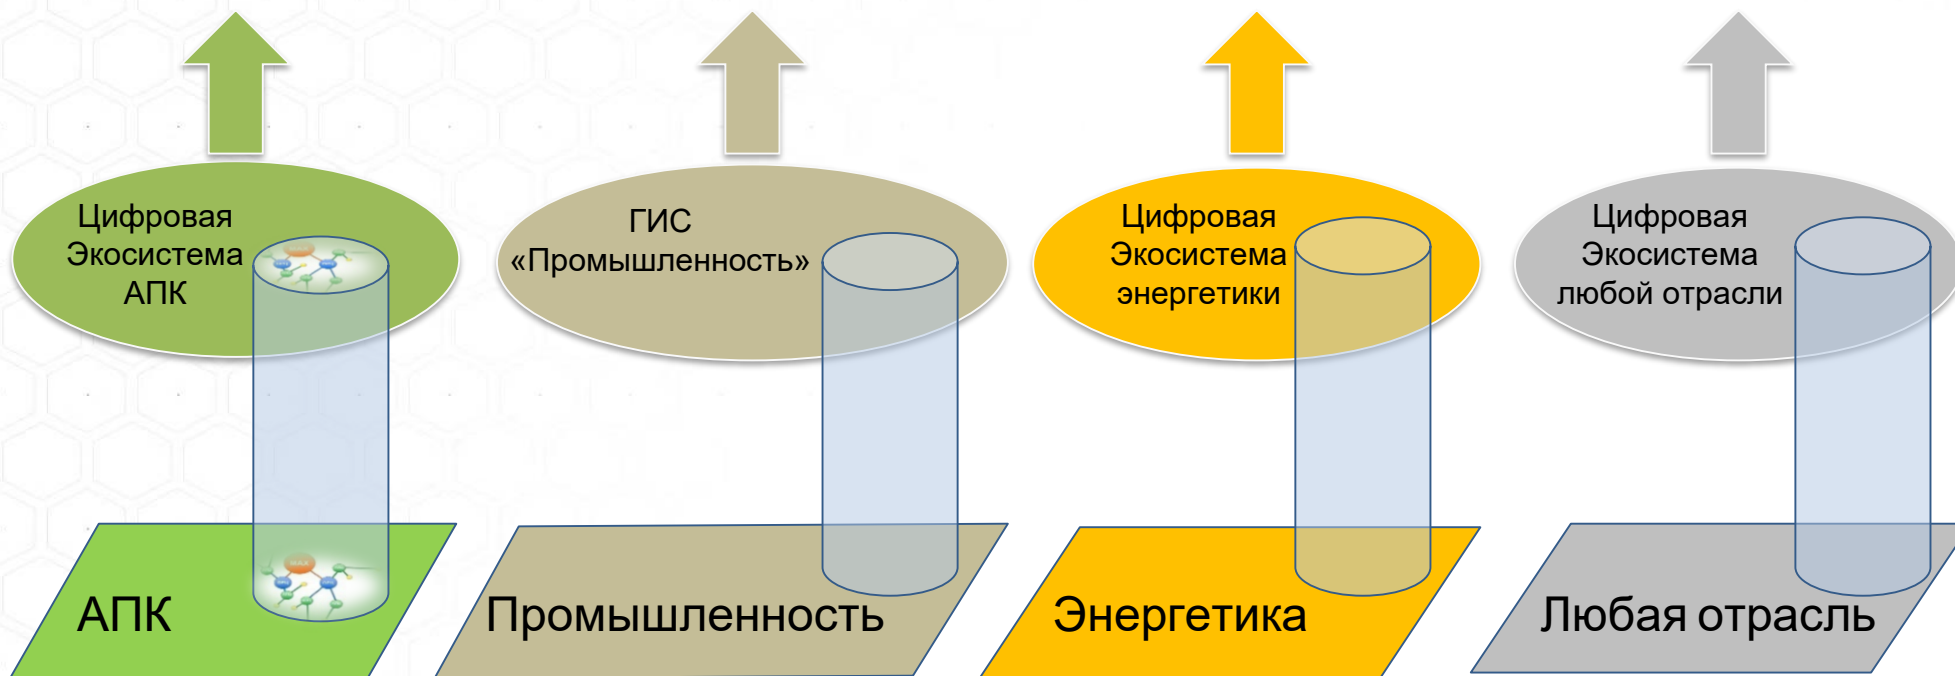 Цифровая
Экосистема
АПК
ГИС
«Промышленность»
Цифровая
Экосистема
энергетики
Цифровая
Экосистема
любой отрасли
АПК
Промышленность
Энергетика
Любая отрасль